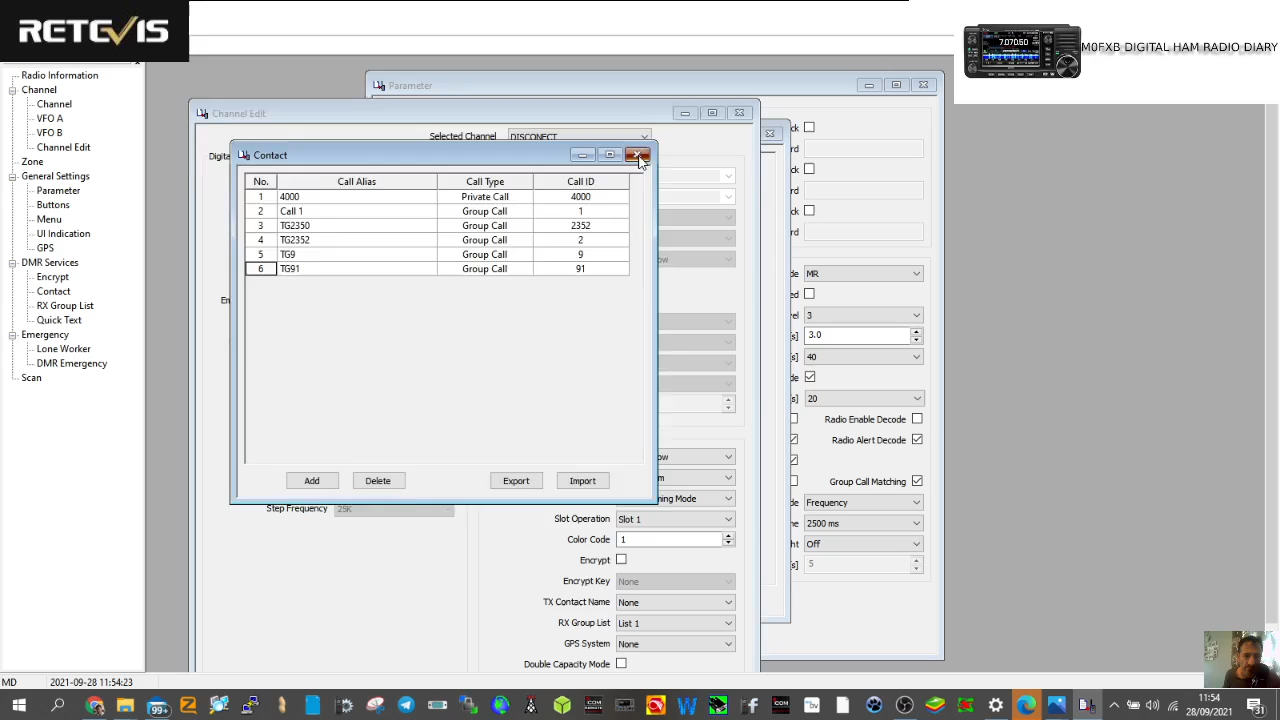 RETEVIS
7.070.50
M0FXB DIGITAL HAM RADIO DIARY
Radio Information
Channel
Channel
VFO A
VFO B
Channel Edit
Zone
General Settings
Parameter
Buttons
Menu
UI Indication
GPS
DMR Services
Encrypt
Contact
RX Group List
Quick Text
Emergency
Lone Worker
DMR Emergency
Scan
Parameter
Channel Edit
Selected Channel DISCONECT
Contact
No. Call Alias Call Type Call ID
1 4000 Private Call 4000
2 Call 1 Group Call 1
3 TG2350 Group Call 2352
4 TG2352 Group Call 2
5 TG9 Group Call 9
6 TG91 Group Call 91
Add Delete Export Import
Step Frequency 25K
Slot Operation Slot 1
Color Code 1
Encrypt
Encrypt Key None
TX Contact Name None
RX Group List List 1
GPS System None
Double Capacity Mode
MR
3
3.0
40
20
Radio Enable Decode
Radio Alert Decode
Group Call Matching
Frequency
2500 ms
Off
5
MD 2021-09-28 11:54:23
99+
11:54
28/09/2021
31